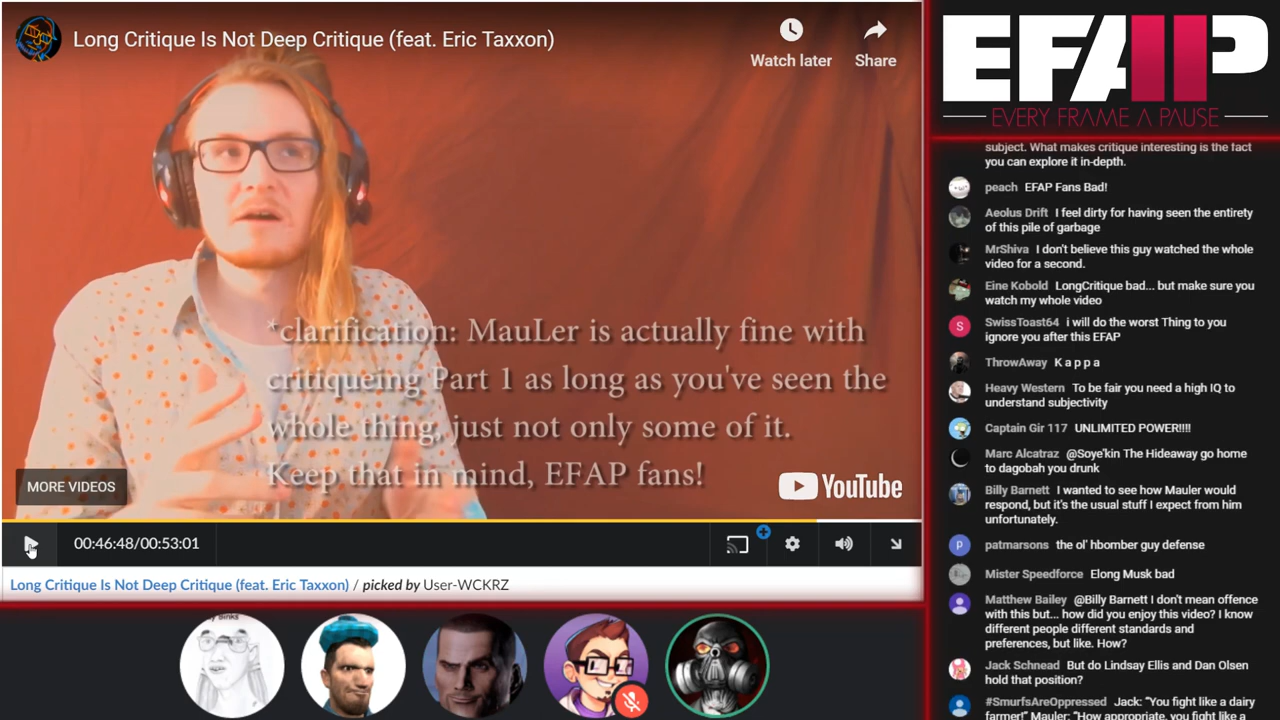 Long Critique Is Not Deep Critique (feat. Eric Taxxon)
Watch later
Share
*clarification: MauLer is actually fine with
critiqueing Part 1 as long as you've seen the
whole thing, just not only some of it.
Keep that in mind, EFAP fans!
MORE VIDEOS
YouTube
00:46:48/00:53:01
Long Critique Is Not Deep Critique (feat. Eric Taxxon) / picked by User-WCKRZ
EFAP
EVERY FRAME A PAUSE
subject. What makes critique interesting is the fact
you can explore it in-depth.
peach EFAP Fans Bad!
Aeolus Drift I feel dirty for having seen the entirety
of this pile of garbage
MrShiva I don't believe this guy watched the whole
video for a second.
Eine Kobold LongCritique bad... but make sure you
watch my whole video
S
SwissToast64 i will do the worst Thing to you
ignore you after this EFAP
ThrowAway K a p p a
Heavy Western To be fair you need a high IQ to
understand subjectivity
Captain Gir 117 UNLIMITED POWER!!!!
Marc Alcatraz @Soye'kin The Hideaway go home
to dagobah you drunk
Billy Barnett I wanted to see how Mauler would
respond, but it's the usual stuff I expect from him
unfortunately.
p
patmarsons the ol' hbomber guy defense
Mister Speedforce Elong Musk bad
Matthew Bailey @Billy Barnett I don't mean offence
with this but... how did you enjoy this video? I know
different people different standards and
preferences, but like. How?
Jack Schnead But do Lindsay Ellis and Dan Olsen
hold that position?
#SmurfsAreOppressed Jack: "You fight like a dairy
farmer!" Mauler: "How appropriate, you fight like a